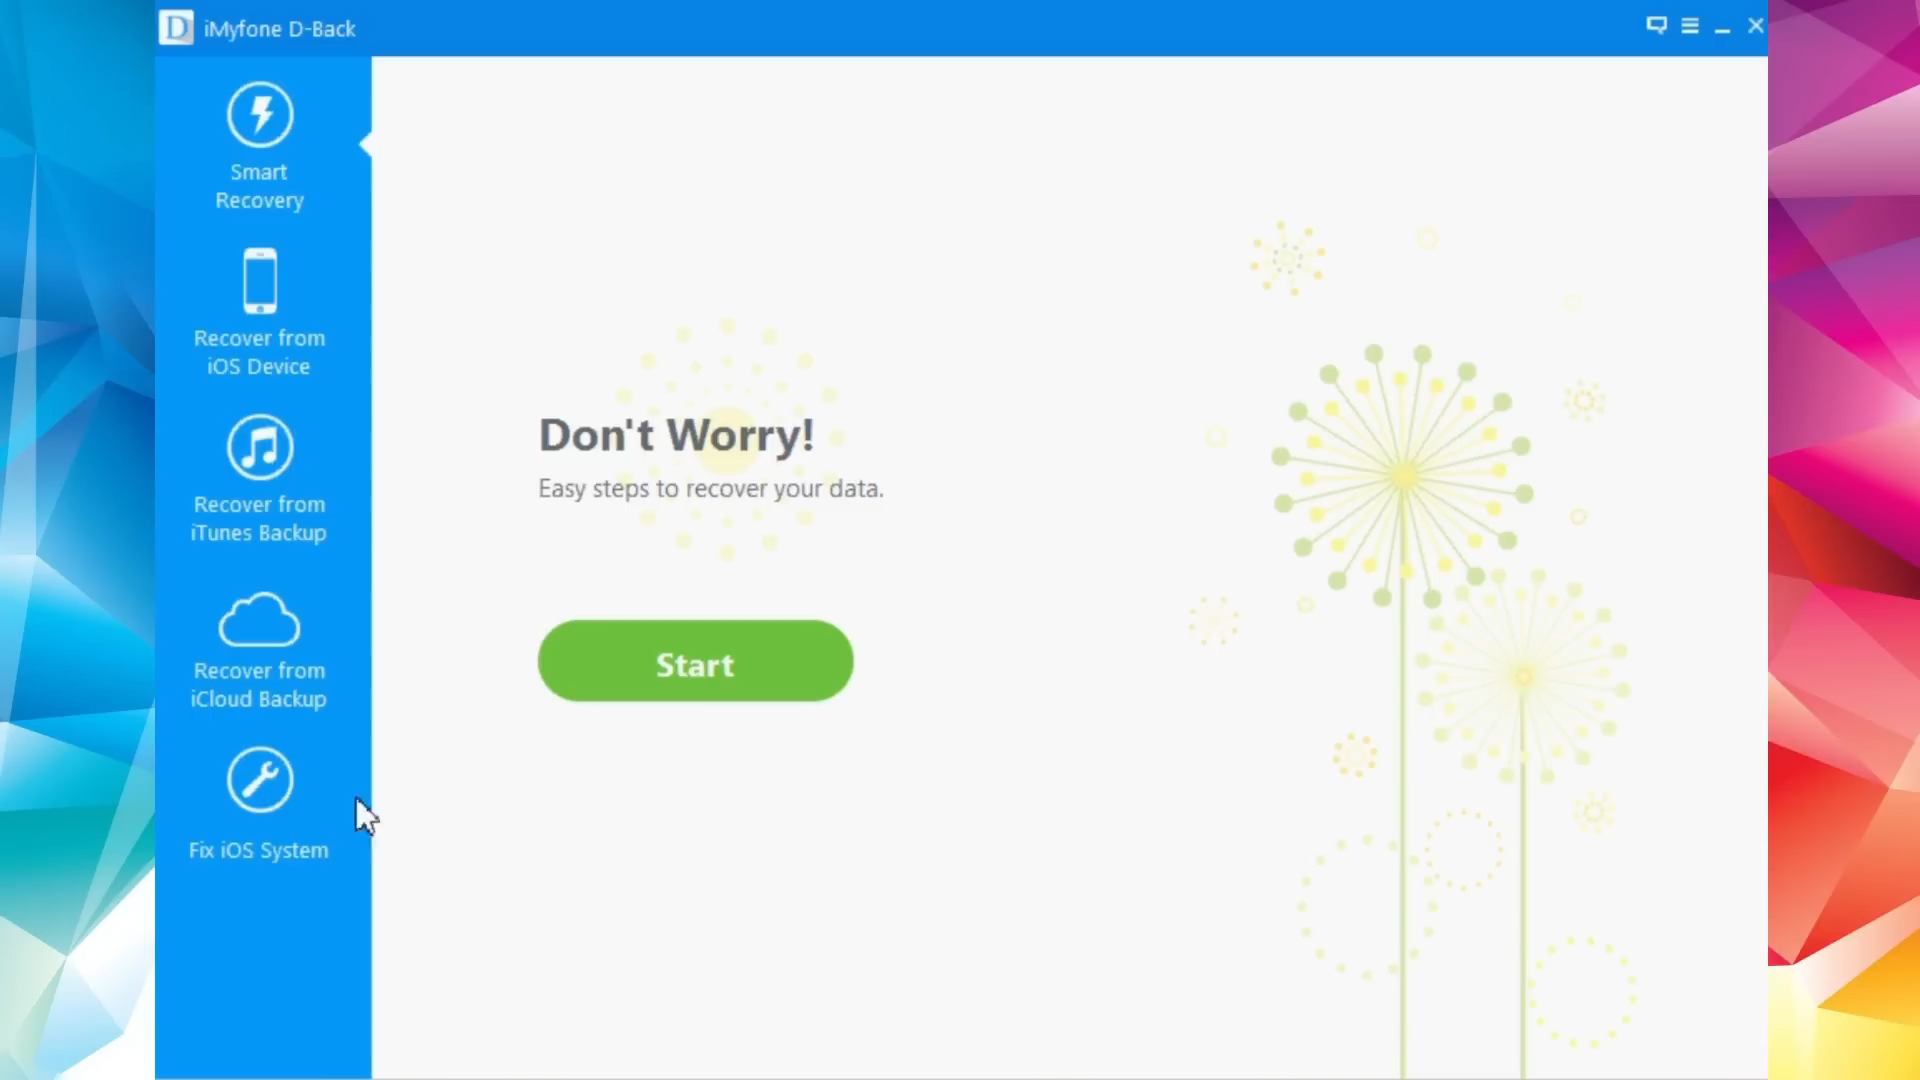 D iMyfone D-Back
Smart
Recovery
Recover from
iOS Device
Recover from
iTunes Backup
Recover from
iCloud Backup
Fix iOS System
Don't Worry!
Easy steps to recover your data.
Start